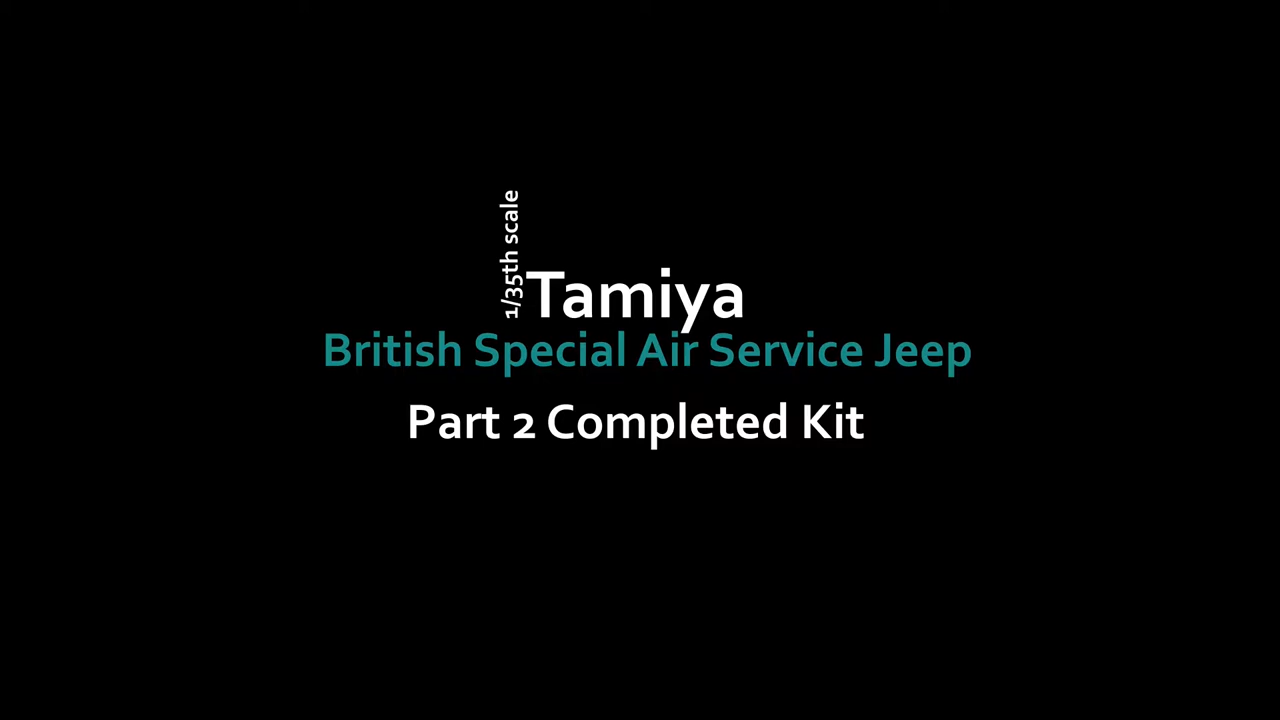 1/35th scale
Tamiya
British Special Air Service Jeep
Part 2 Completed Kit